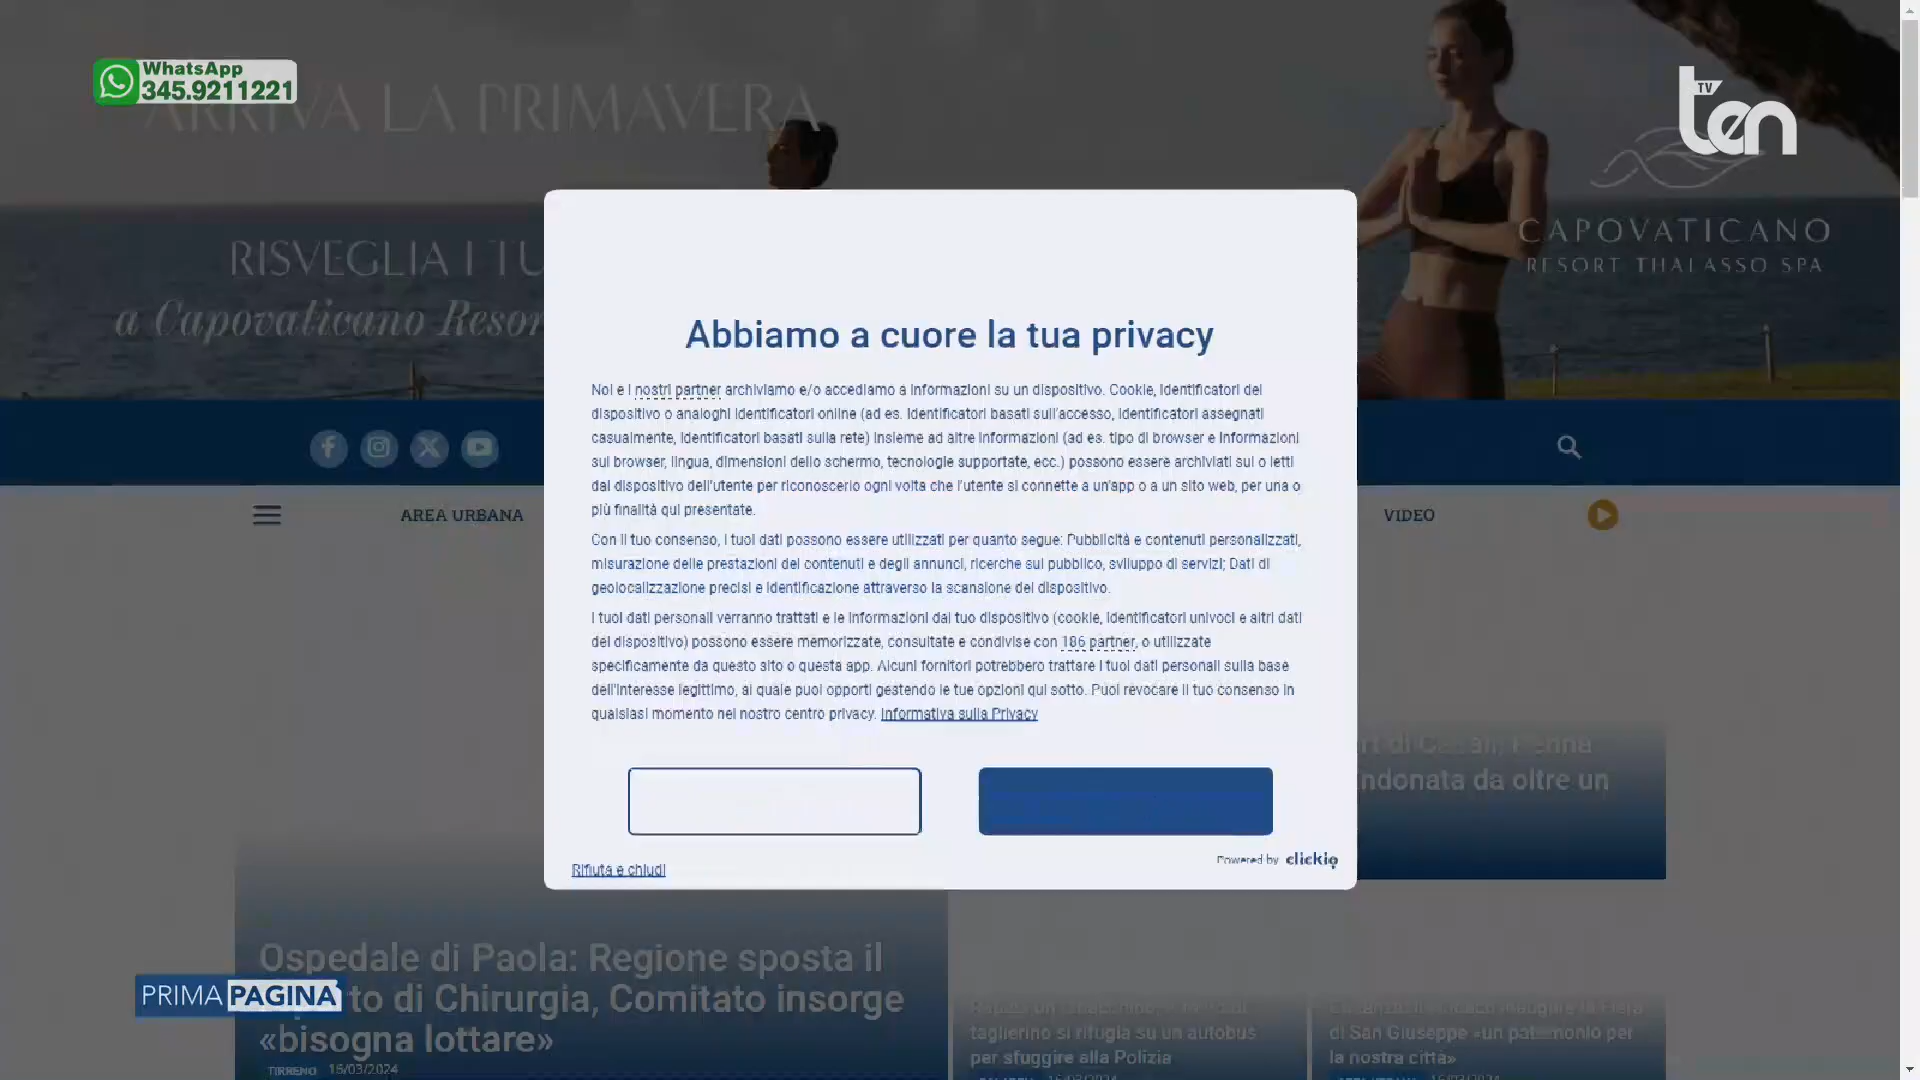 WhatsApp
345.9211221
ARRIVA LA PRIMAVERA
TV
ten
RISVEGLIA I TU
a Capovaticano Resor
CAPOVATICANO
RESORT THALASSO SPA
AREA URBANA
VIDEO
Abbiamo a cuore la tua privacy
Noi e i nostri partner archiviamo e/o accediamo a informazioni su un dispositivo. Cookie, identificatori del
dispositivo o analoghi identificatori online (ad es. identificatori basati sull'accesso, identificatori assegnati
casualmente, identificatori basati sulla rete) insieme ad altre informazioni (ad es. tipo di browser e informazioni
sul browser, lingua, dimensioni dello schermo, tecnologie supportate, ecc.) possono essere archiviati sul o letti
dal dispositivo dell'utente per riconoscerlo ogni volta che l'utente si connette a un'app o a un sito web, per una o
più finalità qui presentate.
Con il tuo consenso, i tuoi dati possono essere utilizzati per quanto segue: Pubblicità e contenuti personalizzati,
misurazione delle prestazioni dei contenuti e degli annunci, ricerche sul pubblico, sviluppo di servizi; Dati di
geolocalizzazione precisi e identificazione attraverso la scansione del dispositivo.
I tuoi dati personali verranno trattati e le informazioni dal tuo dispositivo (cookie, identificatori univoci e altri dati
del dispositivo) possono essere memorizzate, consultate e condivise con 186 partner, o utilizzate
specificamente da questo sito o questa app. Alcuni fornitori potrebbero trattare i tuoi dati personali sulla base
dell'interesse legittimo, al quale puoi opporti gestendo le tue opzioni qui sotto. Puoi revocare il tuo consenso in
qualsiasi momento nel nostro centro privacy. Informativa sulla Privacy
Powered by clickio
Rifiuta e chiudi
ndonata da oltre un
Ospedale di Paola: Regione sposta il
PRIMA PAGINA
to di Chirurgia, Comitato insorge
«bisogna lottare»
TIRRENO 15/03/2024
taglierino si rifugia su un autobus
per sfuggire alla Polizia
di San Giuseppe «un patrimonio per
la nostra città»